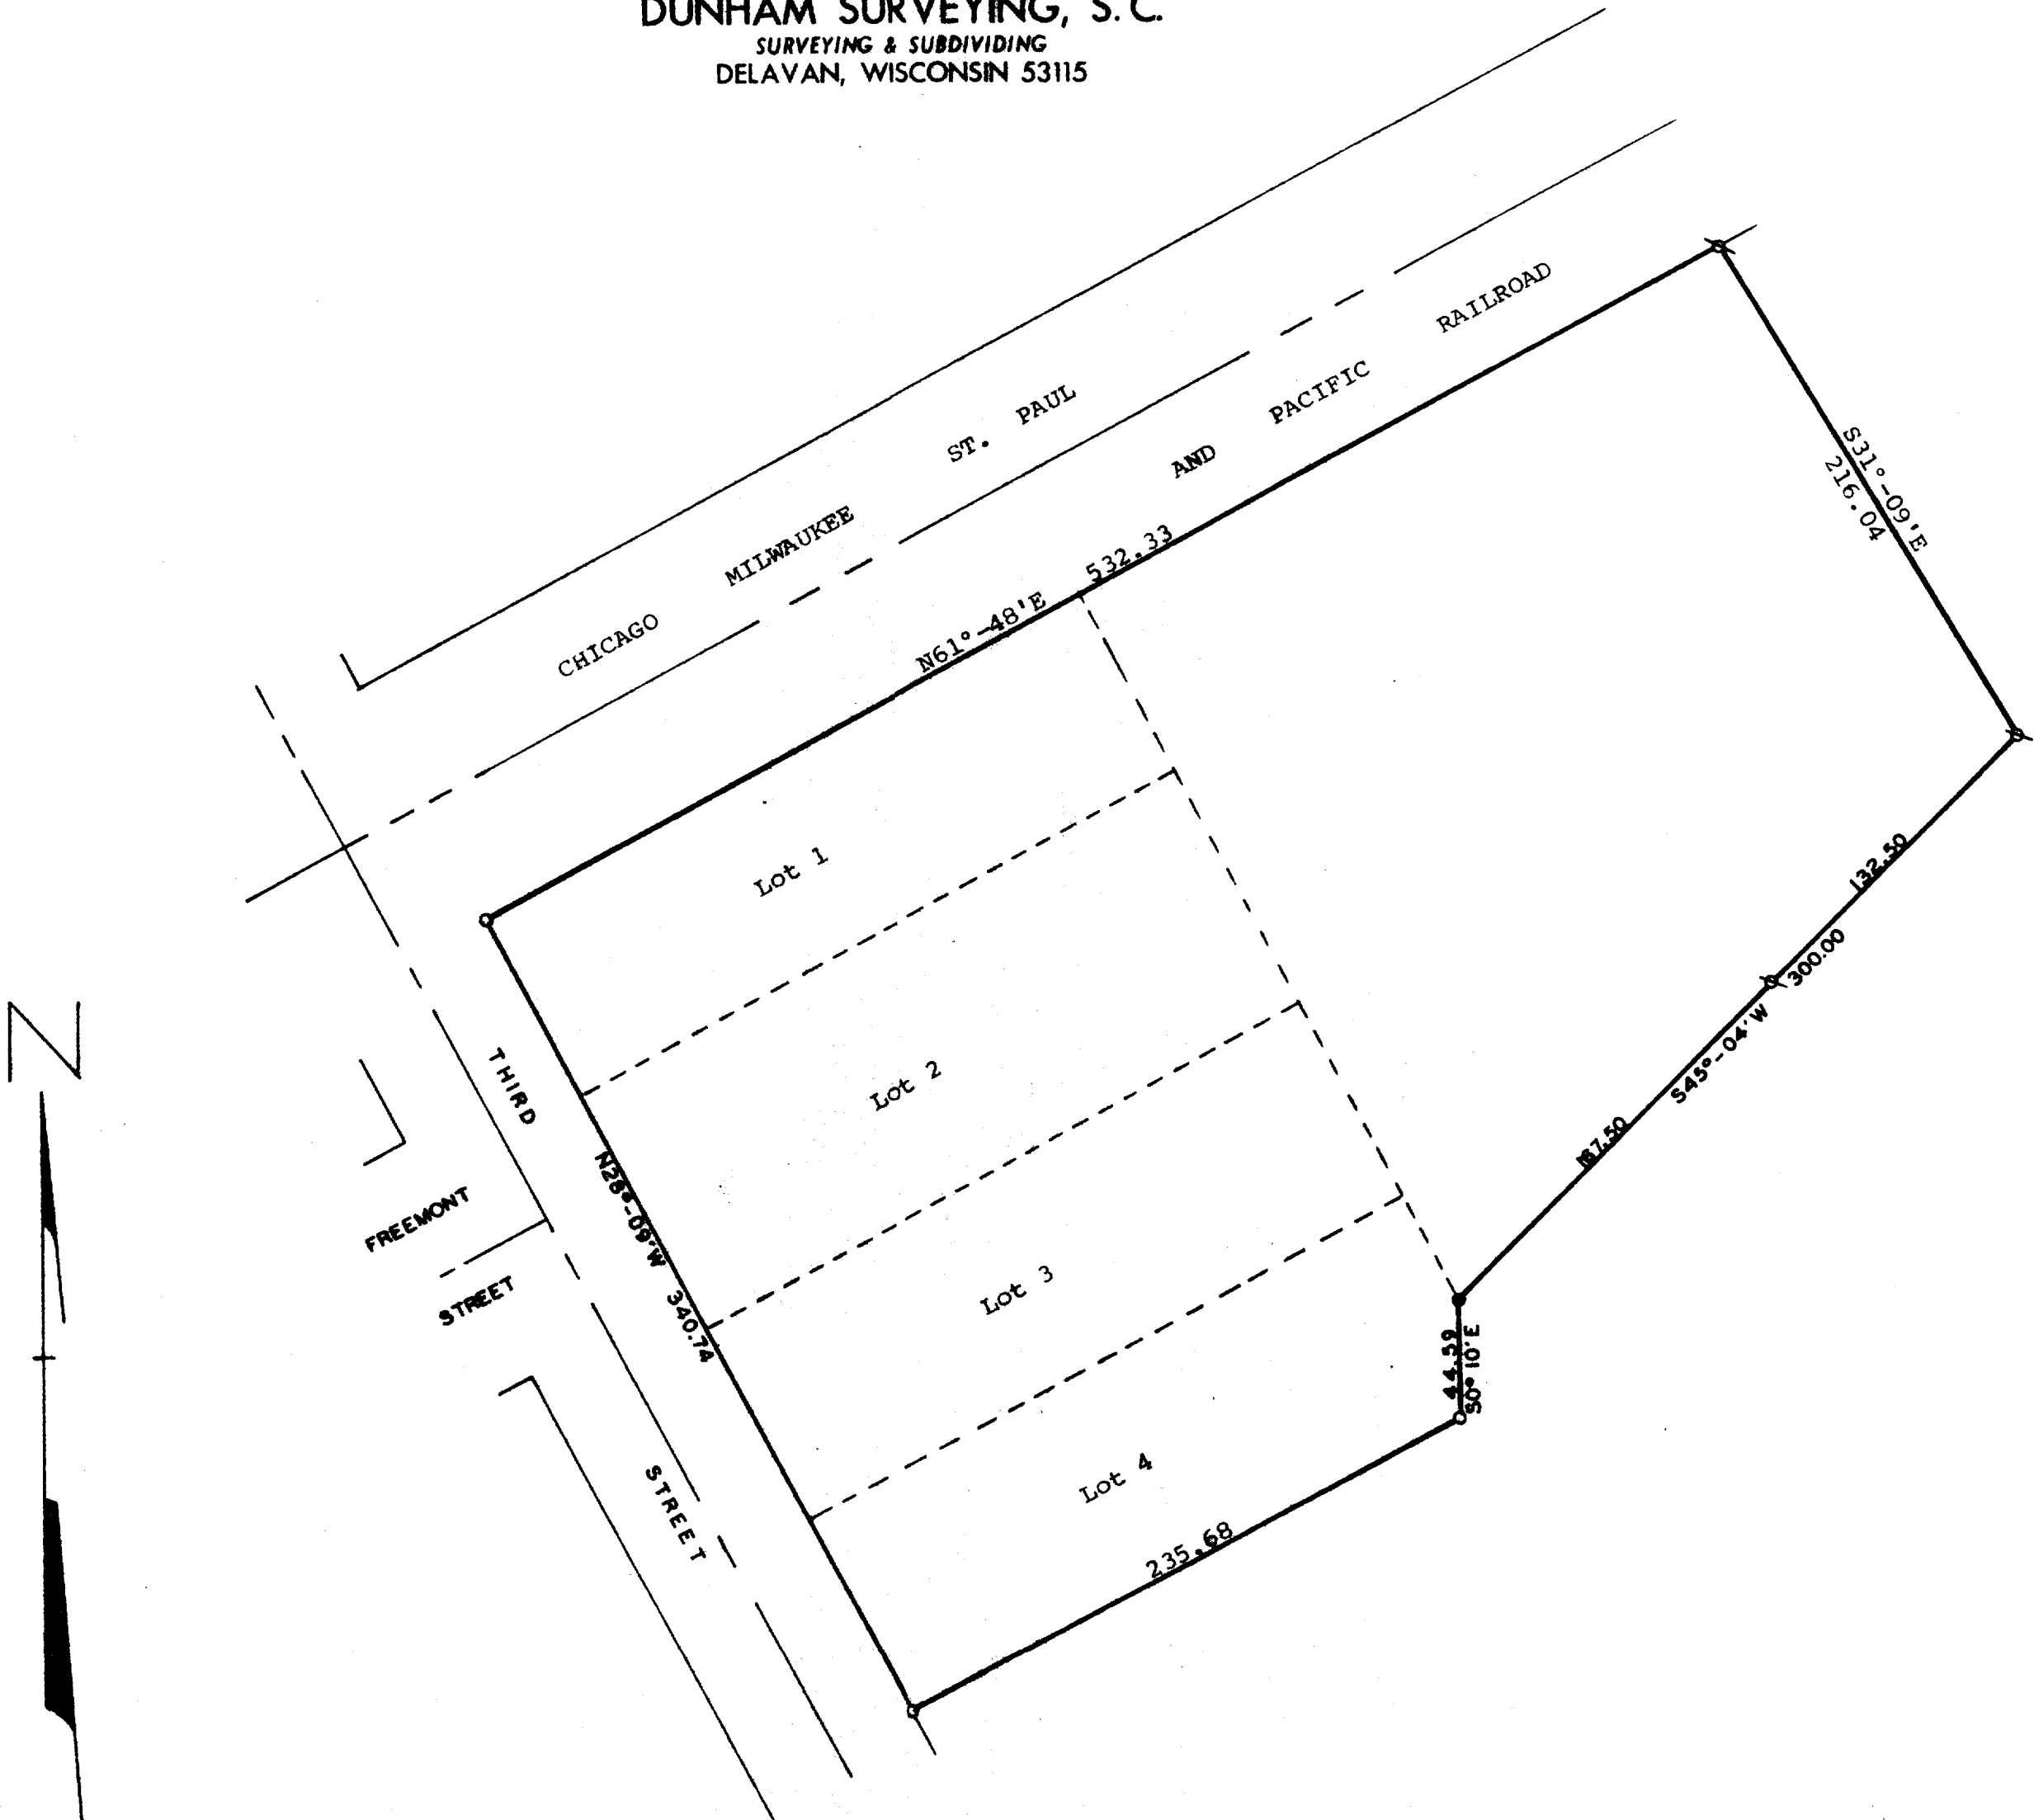 DUNHAM SURVEYING, S.C.
SURVEYING & SUBDIVIDING
DELAVAN, WISCONSIN 53115
CHICAGO MILWAUKEE ST. PAUL
AND PACIFIC RAILROAD
N61°-48'E 532.33
S31°-09'E
216.04
132.50
300.00
S45°-04'W
167.50
44.59
S0°10'E
235.68
N28°-09'W 340.74
Lot 1
Lot 2
Lot 3
Lot 4
THIRD STREET
FREEMONT
STREET
N